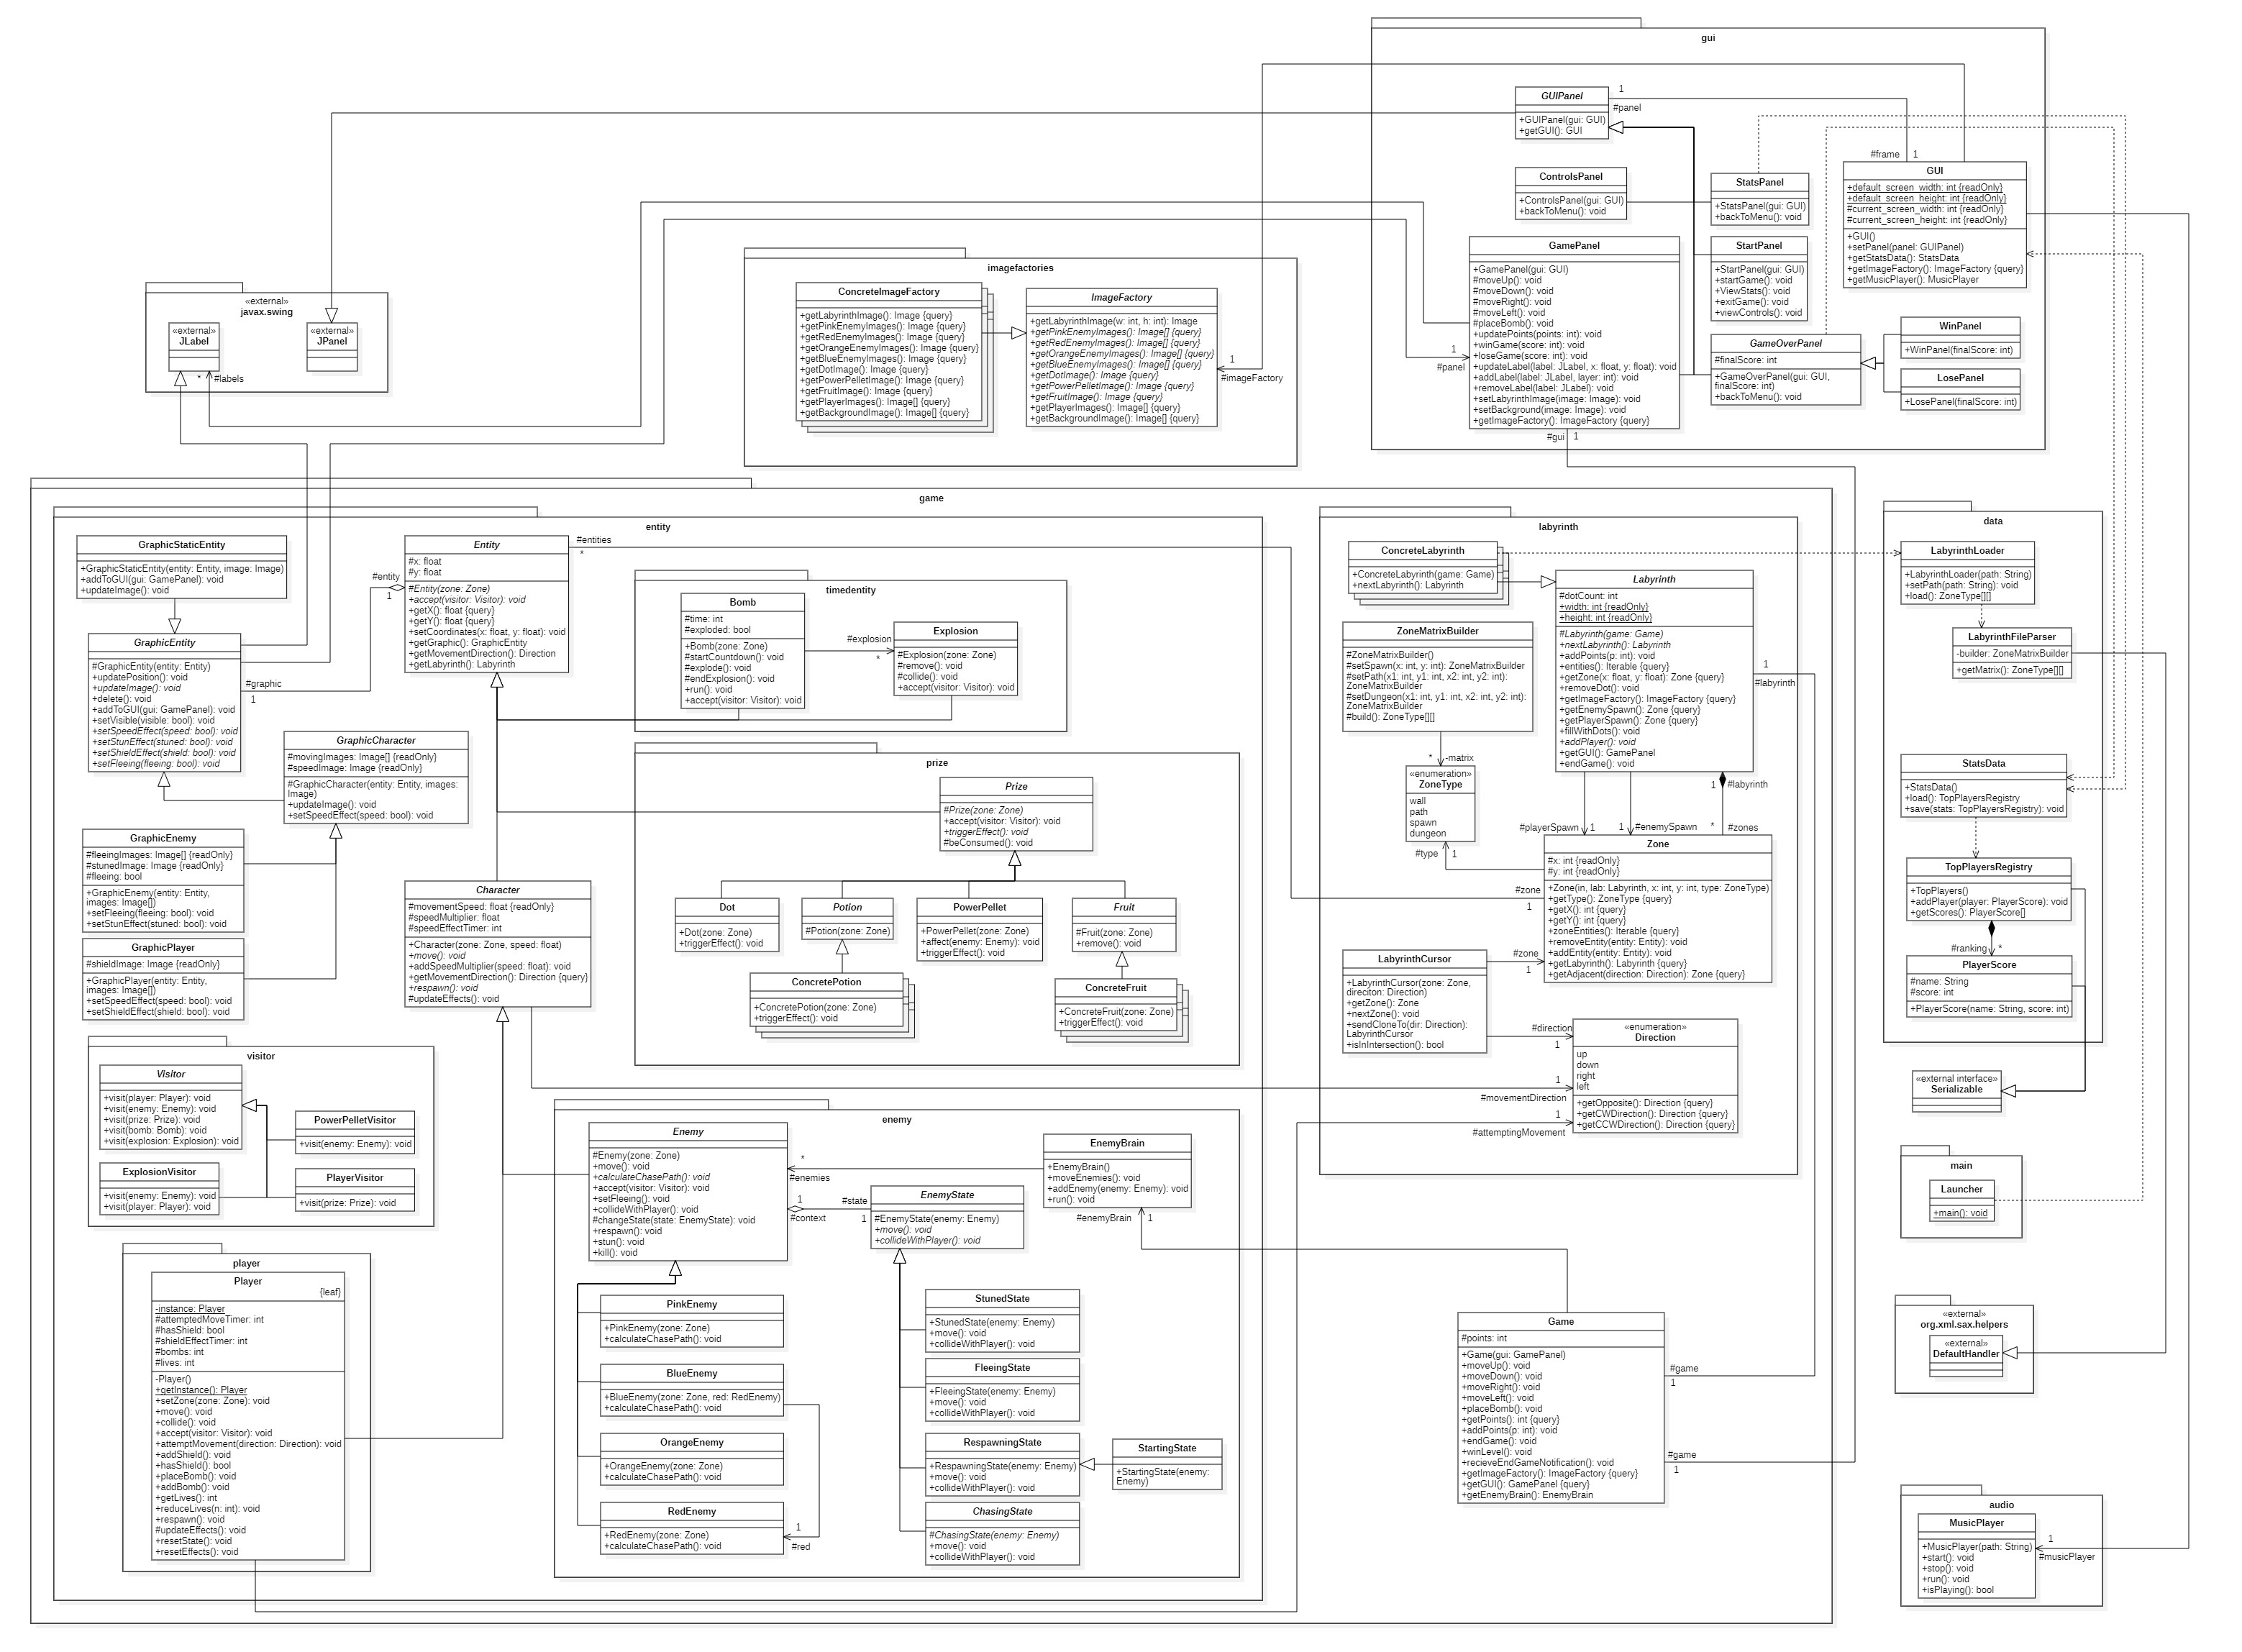 gui
GUIPanel
+GUIPanel(gui: GUI)
+getGUI(): GUI
1
#panel
#frame
1
GUI
+default_screen_width: int {readOnly}
+default_screen_height: int {readOnly}
#current_screen_width: int {readOnly}
#current_screen_height: int {readOnly}
+GUI()
+setPanel(panel: GUIPanel)
+getStatsData(): StatsData
+getImageFactory(): ImageFactory {query}
+getMusicPlayer(): MusicPlayer
ControlsPanel
+ControlsPanel(gui: GUI)
+backToMenu(): void
StatsPanel
+StatsPanel(gui: GUI)
+backToMenu(): void
GamePanel
+GamePanel(gui: GUI)
#moveUp(): void
#moveDown(): void
#moveRight(): void
#moveLeft(): void
#placeBomb(): void
+updatePoints(points: int): void
+winGame(score: int): void
+loseGame(score: int): void
+updateLabel(label: JLabel, x: float, y: float): void
+addLabel(label: JLabel, layer: int): void
+removeLabel(label: JLabel): void
+setLabyrinthImage(image: Image): void
+setBackground(image: Image): void
+getImageFactory(): ImageFactory {query}
1
#panel
#gui
1
StartPanel
+StartPanel(gui: GUI)
+startGame(): void
+ViewStats(): void
+exitGame(): void
+viewControls(): void
GameOverPanel
#finalScore: int
+GameOverPanel(gui: GUI,
finalScore: int)
+backToMenu(): void
WinPanel
+WinPanel(finalScore: int)
LosePanel
+LosePanel(finalScore: int)
imagefactories
ConcreteImageFactory
+getLabyrinthImage(): Image {query}
+getPinkEnemyImages(): Image {query}
+getRedEnemyImages(): Image {query}
+getOrangeEnemyImages(): Image {query}
+getBlueEnemyImages(): Image {query}
+getDotImage(): Image {query}
+getPowerPelletImage(): Image {query}
+getFruitImage(): Image {query}
+getPlayerImages(): Image[] {query}
+getBackgroundImage(): Image[] {query}
ImageFactory
+getLabyrinthImage(w: int, h: int): Image
+getPinkEnemyImages(): Image[] {query}
+getRedEnemyImages(): Image[] {query}
+getOrangeEnemyImages(): Image[] {query}
+getBlueEnemyImages(): Image[] {query}
+getDotImage(): Image {query}
+getPowerPelletImage(): Image {query}
+getFruitImage(): Image {query}
+getPlayerImages(): Image[] {query}
+getBackgroundImage(): Image[] {query}
1
#imageFactory
«external»
javax.swing
«external»
JLabel
«external»
JPanel
*
#labels
game
entity
GraphicStaticEntity
+GraphicStaticEntity(entity: Entity, image: Image)
+addToGUI(gui: GamePanel): void
+updateImage(): void
Entity
#x: float
#y: float
#Entity(zone: Zone)
+accept(visitor: Visitor): void
+getX(): float {query}
+getY(): float {query}
+setCoordinates(x: float, y: float): void
+getGraphic(): GraphicEntity
+getMovementDirection(): Direction
+getLabyrinth(): Labyrinth
#entities
*
#entity
1
#graphic
1
GraphicEntity
#GraphicEntity(entity: Entity)
+updatePosition(): void
+updateImage(): void
+delete(): void
+addToGUI(gui: GamePanel): void
+setVisible(visible: bool): void
+setSpeedEffect(speed: bool): void
+setStunEffect(stuned: bool): void
+setShieldEffect(shield: bool): void
+setFleeing(fleeing: bool): void
GraphicCharacter
#movingImages: Image[] {readOnly}
#speedImage: Image {readOnly}
#GraphicCharacter(entity: Entity, images:
Image)
+updateImage(): void
+setSpeedEffect(speed: bool): void
GraphicEnemy
#fleeingImages: Image[] {readOnly}
#stunedImage: Image {readOnly}
#fleeing: bool
+GraphicEnemy(entity: Entity,
images: Image[])
+setFleeing(fleeing: bool): void
+setStunEffect(stuned: bool): void
GraphicPlayer
#shieldImage: Image {readOnly}
+GraphicPlayer(entity: Entity,
images: Image[])
+setSpeedEffect(speed: bool): void
+setShieldEffect(shield: bool): void
timedentity
Bomb
#time: int
#exploded: bool
+Bomb(zone: Zone)
#startCountdown(): void
#explode(): void
#endExplosion(): void
+run(): void
+accept(visitor: Visitor): void
#explosion
*
Explosion
#Explosion(zone: Zone)
#remove(): void
#collide(): void
+accept(visitor: Visitor): void
prize
Prize
#Prize(zone: Zone)
+accept(visitor: Visitor): void
+triggerEffect(): void
#beConsumed(): void
Dot
+Dot(zone: Zone)
+triggerEffect(): void
Potion
#Potion(zone: Zone)
PowerPellet
+PowerPellet(zone: Zone)
+affect(enemy: Enemy): void
+triggerEffect(): void
Fruit
#Fruit(zone: Zone)
+remove(): void
ConcretePotion
+ConcretePotion(zone: Zone)
+triggerEffect(): void
ConcreteFruit
+ConcreteFruit(zone: Zone)
+triggerEffect(): void
Character
#movementSpeed: float {readOnly}
#speedMultiplier: float
#speedEffectTimer: int
+Character(zone: Zone, speed: float)
+move(): void
+addSpeedMultiplier(speed: float): void
+getMovementDirection(): Direction {query}
+respawn(): void
#updateEffects(): void
visitor
Visitor
+visit(player: Player): void
+visit(enemy: Enemy): void
+visit(prize: Prize): void
+visit(bomb: Bomb): void
+visit(explosion: Explosion): void
PowerPelletVisitor
+visit(enemy: Enemy): void
ExplosionVisitor
+visit(enemy: Enemy): void
+visit(player: Player): void
PlayerVisitor
+visit(prize: Prize): void
player
Player
{leaf}
-instance: Player
#attemptedMoveTimer: int
#hasShield: bool
#shieldEffectTimer: int
#bombs: int
#lives: int
-Player()
+getInstance(): Player
+setZone(zone: Zone): void
+move(): void
+collide(): void
+accept(visitor: Visitor): void
+attemptMovement(direction: Direction): void
+addShield(): void
+hasShield(): bool
+placeBomb(): void
+addBomb(): void
+getLives(): int
+reduceLives(n: int): void
+respawn(): void
#updateEffects(): void
+resetState(): void
+resetEffects(): void
enemy
Enemy
#Enemy(zone: Zone)
+move(): void
+calculateChasePath(): void
+accept(visitor: Visitor): void
+setFleeing(): void
+collideWithPlayer(): void
#changeState(state: EnemyState): void
+respawn(): void
+stun(): void
+kill(): void
*
#enemies
1
#context
#state
1
EnemyBrain
+EnemyBrain()
+moveEnemies(): void
+addEnemy(enemy: Enemy): void
+run(): void
#enemyBrain
1
EnemyState
#EnemyState(enemy: Enemy)
+move(): void
+collideWithPlayer(): void
PinkEnemy
+PinkEnemy(zone: Zone)
+calculateChasePath(): void
BlueEnemy
+BlueEnemy(zone: Zone, red: RedEnemy)
+calculateChasePath(): void
OrangeEnemy
+OrangeEnemy(zone: Zone)
+calculateChasePath(): void
RedEnemy
+RedEnemy(zone: Zone)
+calculateChasePath(): void
1
#red
StunedState
+StunedState(enemy: Enemy)
+move(): void
+collideWithPlayer(): void
FleeingState
+FleeingState(enemy: Enemy)
+move(): void
+collideWithPlayer(): void
RespawningState
+RespawningState(enemy: Enemy)
+move(): void
+collideWithPlayer(): void
StartingState
+StartingState(enemy:
Enemy)
ChasingState
#ChasingState(enemy: Enemy)
+move(): void
+collideWithPlayer(): void
labyrinth
ConcreteLabyrinth
+ConcreteLabyrinth(game: Game)
+nextLabyrinth(): Labyrinth
Labyrinth
#dotCount: int
+width: int {readOnly}
+height: int {readOnly}
#Labyrinth(game: Game)
+nextLabyrinth(): Labyrinth
+addPoints(p: int): void
+entities(): Iterable {query}
+getZone(x: float, y: float): Zone {query}
+removeDot(): void
+getImageFactory(): ImageFactory {query}
+getEnemySpawn(): Zone {query}
+getPlayerSpawn(): Zone {query}
+fillWithDots(): void
+addPlayer(): void
+getGUI(): GamePanel
+endGame(): void
1
#labyrinth
ZoneMatrixBuilder
#ZoneMatrixBuilder()
#setSpawn(x: int, y: int): ZoneMatrixBuilder
#setPath(x1: int, y1: int, x2: int, y2: int):
ZoneMatrixBuilder
#setDungeon(x1: int, y1: int, x2: int, y2: int):
ZoneMatrixBuilder
#build(): ZoneType[][]
*
-matrix
«enumeration»
ZoneType
wall
path
spawn
dungeon
#type
1
#playerSpawn
1
1
#enemySpawn
1
#labyrinth
*
#zones
Zone
#x: int {readOnly}
#y: int {readOnly}
+Zone(in, lab: Labyrinth, x: int, y: int, type: ZoneType)
+getType(): ZoneType {query}
+getX(): int {query}
+getY(): int {query}
+zoneEntities(): Iterable {query}
+removeEntity(entity: Entity): void
+addEntity(entity: Entity): void
+getLabyrinth(): Labyrinth {query}
+getAdjacent(direction: Direction): Zone {query}
#zone
1
LabyrinthCursor
+LabyrinthCursor(zone: Zone,
direciton: Direction)
+getZone(): Zone
+nextZone(): void
+sendCloneTo(dir: Direction):
LabyrinthCursor
+isInIntersection(): bool
#zone
1
#direction
1
«enumeration»
Direction
up
down
right
left
+getOpposite(): Direction {query}
+getCWDirection(): Direction {query}
+getCCWDirection(): Direction {query}
1
#movementDirection
1
#attemptingMovement
Game
#points: int
+Game(gui: GamePanel)
+moveUp(): void
+moveDown(): void
+moveRight(): void
+moveLeft(): void
+placeBomb(): void
+getPoints(): int {query}
+addPoints(p: int): void
+endGame(): void
+winLevel(): void
+recieveEndGameNotification(): void
+getImageFactory(): ImageFactory {query}
+getGUI(): GamePanel {query}
+getEnemyBrain(): EnemyBrain
#game
1
#game
1
data
LabyrinthLoader
+LabyrinthLoader(path: String)
+setPath(path: String): void
+load(): ZoneType[][]
LabyrinthFileParser
-builder: ZoneMatrixBuilder
+getMatrix(): ZoneType[][]
StatsData
+StatsData()
+load(): TopPlayersRegistry
+save(stats: TopPlayersRegistry): void
TopPlayersRegistry
+TopPlayers()
+addPlayer(player: PlayerScore): void
+getScores(): PlayerScore[]
#ranking
*
PlayerScore
#name: String
#score: int
+PlayerScore(name: String, score: int)
«external interface»
Serializable
main
Launcher
+main(): void
«external»
org.xml.sax.helpers
«external»
DefaultHandler
audio
MusicPlayer
+MusicPlayer(path: String)
+start(): void
+stop(): void
+run(): void
+isPlaying(): bool
1
#musicPlayer